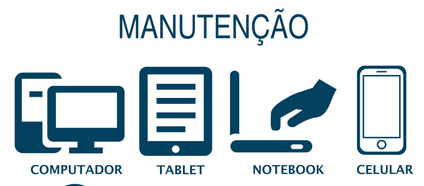 MANUTENÇÃO
COMPUTADOR TABLET NOTEBOOK CELULAR